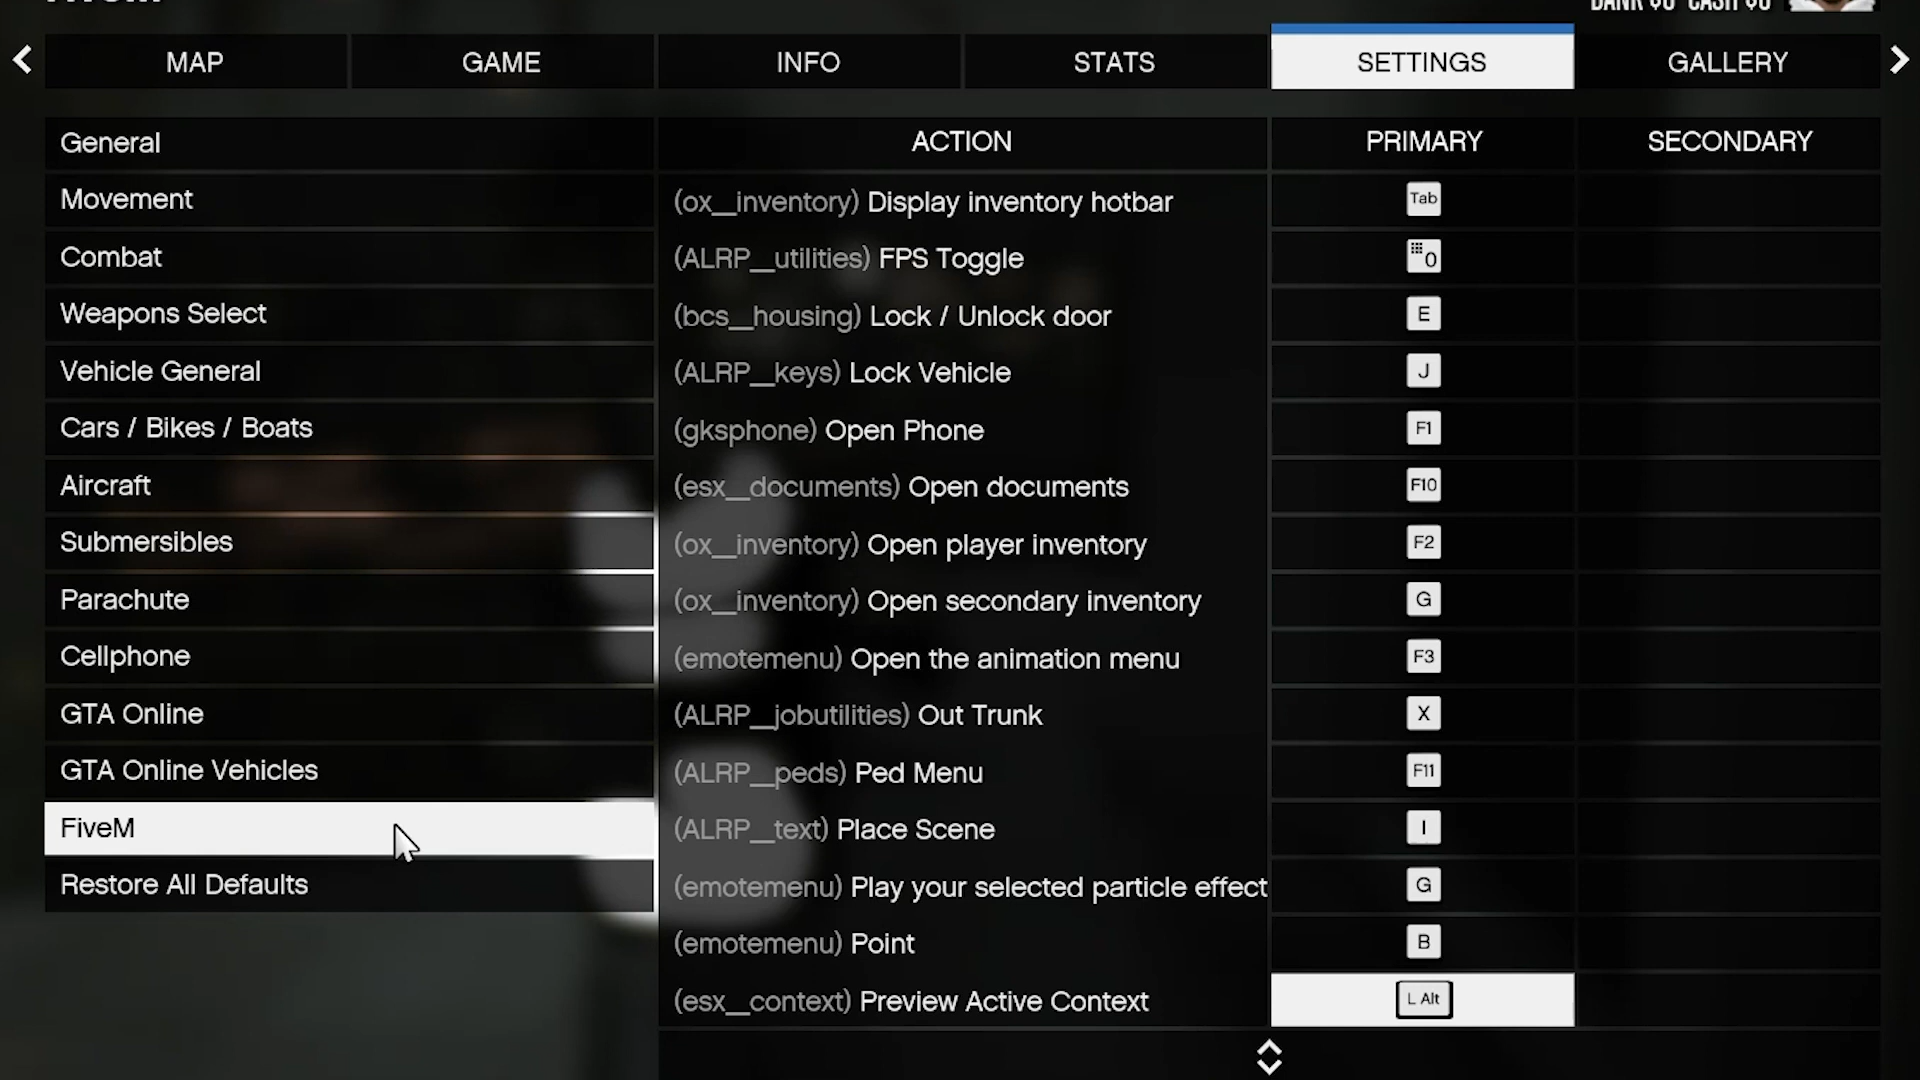 BANK $0 CASH $0
MAP GAME INFO STATS SETTINGS GALLERY
General
Movement
Combat
Weapons Select
Vehicle General
Cars / Bikes / Boats
Aircraft
Submersibles
Parachute
Cellphone
GTA Online
GTA Online Vehicles
FiveM
Restore All Defaults
ACTION PRIMARY SECONDARY
(ox_inventory) Display inventory hotbar Tab
(ALRP_utilities) FPS Toggle 0
(bcs_housing) Lock / Unlock door E
(ALRP_keys) Lock Vehicle J
(gksphone) Open Phone F1
(esx_documents) Open documents F10
(ox_inventory) Open player inventory F2
(ox_inventory) Open secondary inventory G
(emotemenu) Open the animation menu F3
(ALRP_jobutilities) Out Trunk X
(ALRP_peds) Ped Menu F11
(ALRP_text) Place Scene I
(emotemenu) Play your selected particle effect G
(emotemenu) Point B
(esx_context) Preview Active Context L Alt